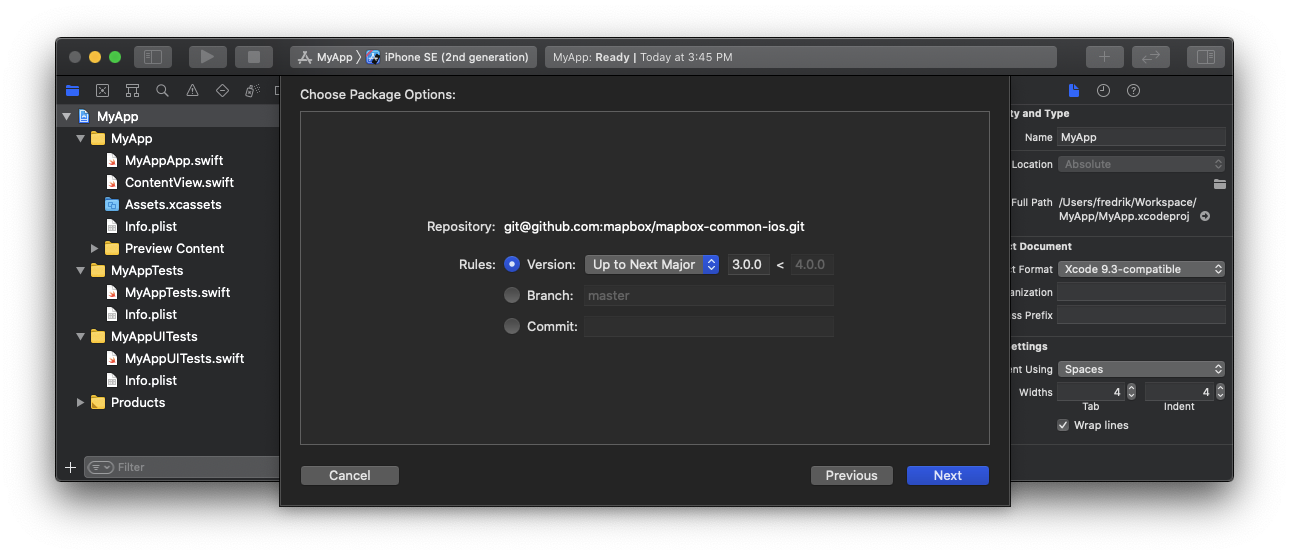 MyApp 〉 iPhone SE (2nd generation)
MyApp: Ready | Today at 3:45 PM
MyApp
MyApp
MyAppApp.swift
ContentView.swift
Assets.xcassets
Info.plist
Preview Content
MyAppTests
MyAppTests.swift
Info.plist
MyAppUITests
MyAppUITests.swift
Info.plist
Products
Filter
Choose Package Options:
Repository: git@github.com:mapbox/mapbox-common-ios.git
Rules: Version: Up to Next Major 3.0.0 < 4.0.0
Branch: master
Commit:
Cancel Previous Next
ty and Type
Name MyApp
Location Absolute
Full Path /Users/fredrik/Workspace/
MyApp/MyApp.xcodeproj
ct Document
ct Format Xcode 9.3-compatible
anization
ss Prefix
ettings
ent Using Spaces
Widths 4 4
Tab Indent
Wrap lines